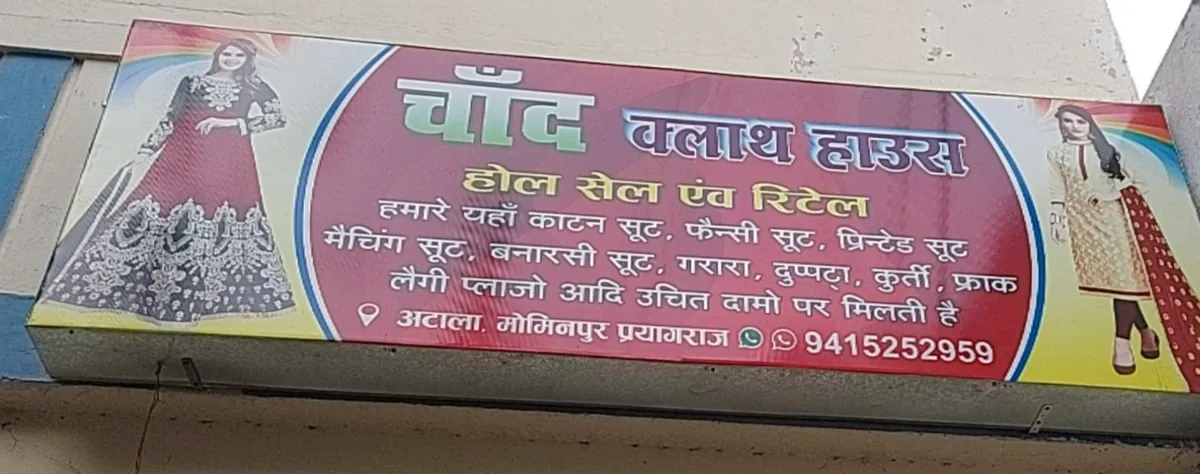 चाँद क्लाथ हाउस
होल सेल एंव रिटेल
हमारे यहाँ काटन सूट, फैन्सी सूट, प्रिन्टेड सूट
मैचिंग सूट, बनारसी सूट, गरारा, दुप्पट्रा, कुर्ती, फ्राक
लैगी प्लाजो आदि उचित दामो पर मिलती है
अटाला, मोमिनपुर प्रयागराज 9415252959